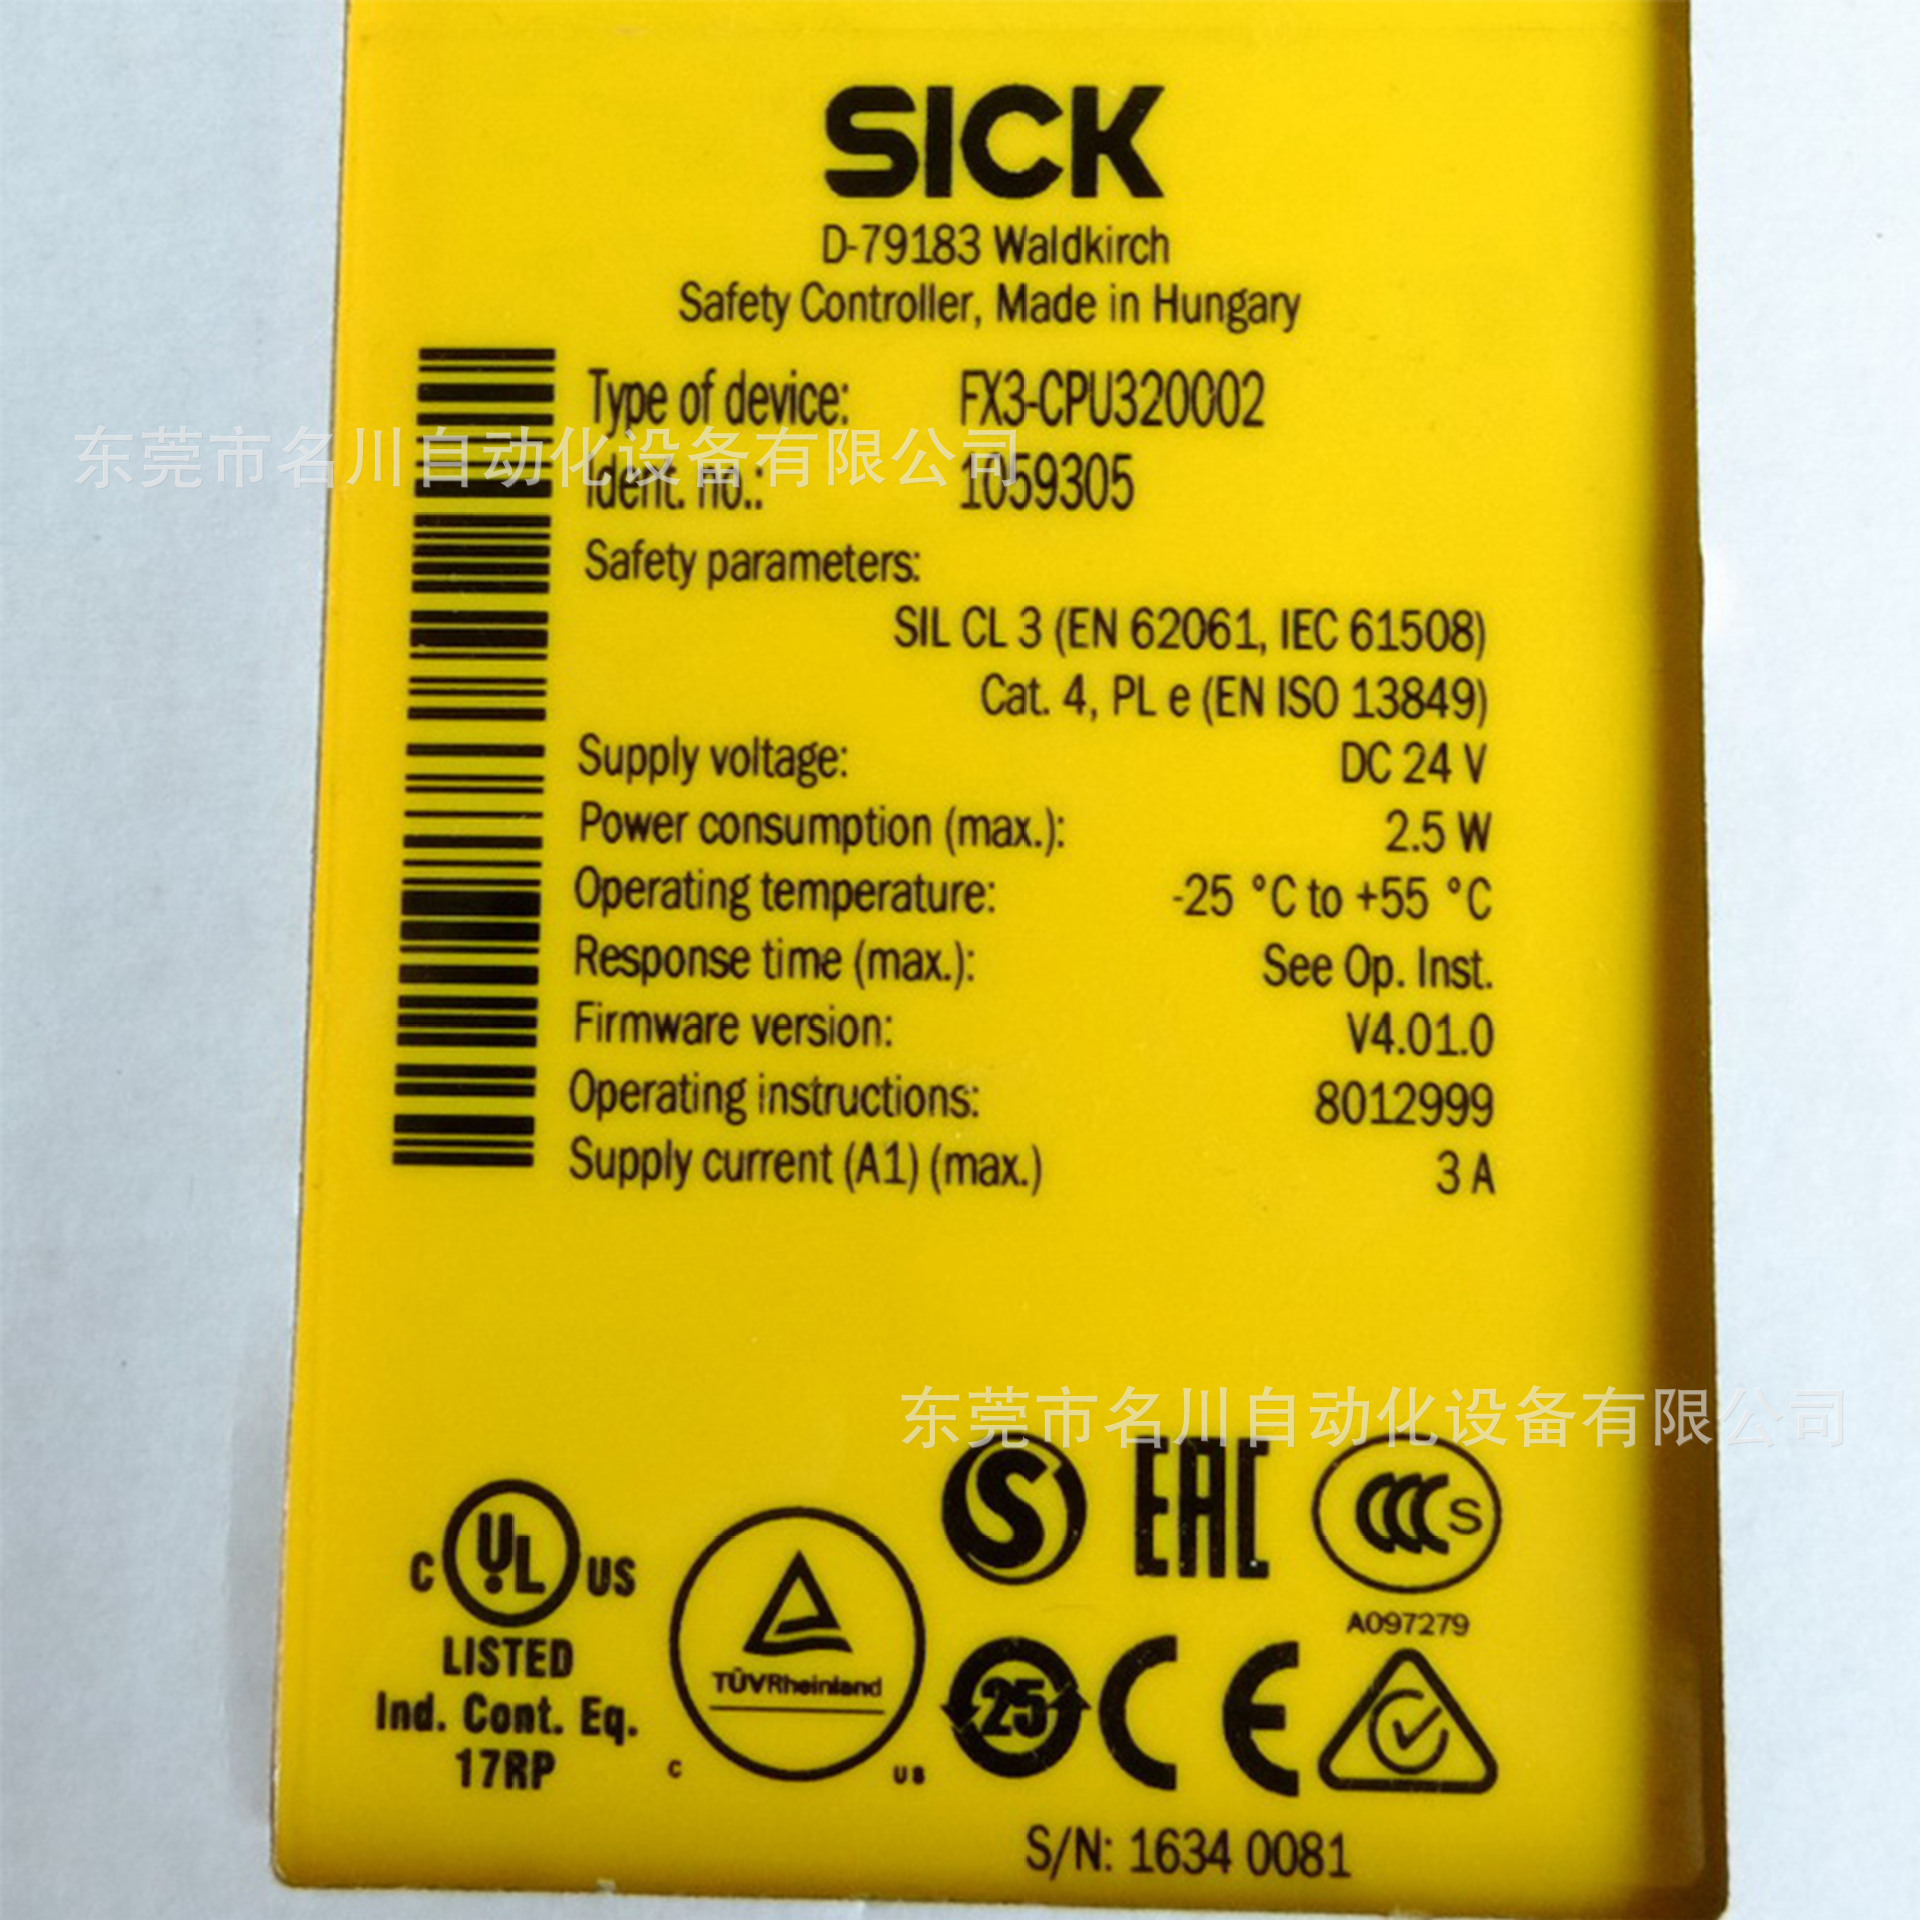 SICK
D-79183 Waldkirch
Safety Controller, Made in Hungary
Type of device: FX3-CPU320002
东莞市名川自动化设备有限公司
Ident. no.: 1059305
Safety parameters:
SIL CL 3 (EN 62061, IEC 61508)
Cat. 4, PL e (EN ISO 13849)
Supply voltage: DC 24 V
Power consumption (max.): 2.5 W
Operating temperature: -25 °C to +55 °C
Response time (max.): See Op. Inst.
Firmware version: V4.01.0
Operating instructions: 8012999
Supply current (A1) (max.) 3 A
东莞市名川自动化设备有限公司
S EAC CCC S
A097279
C UL US
LISTED
Ind. Cont. Eq.
17RP
TÜVRheinland
C US
25 CE
S/N: 1634 0081